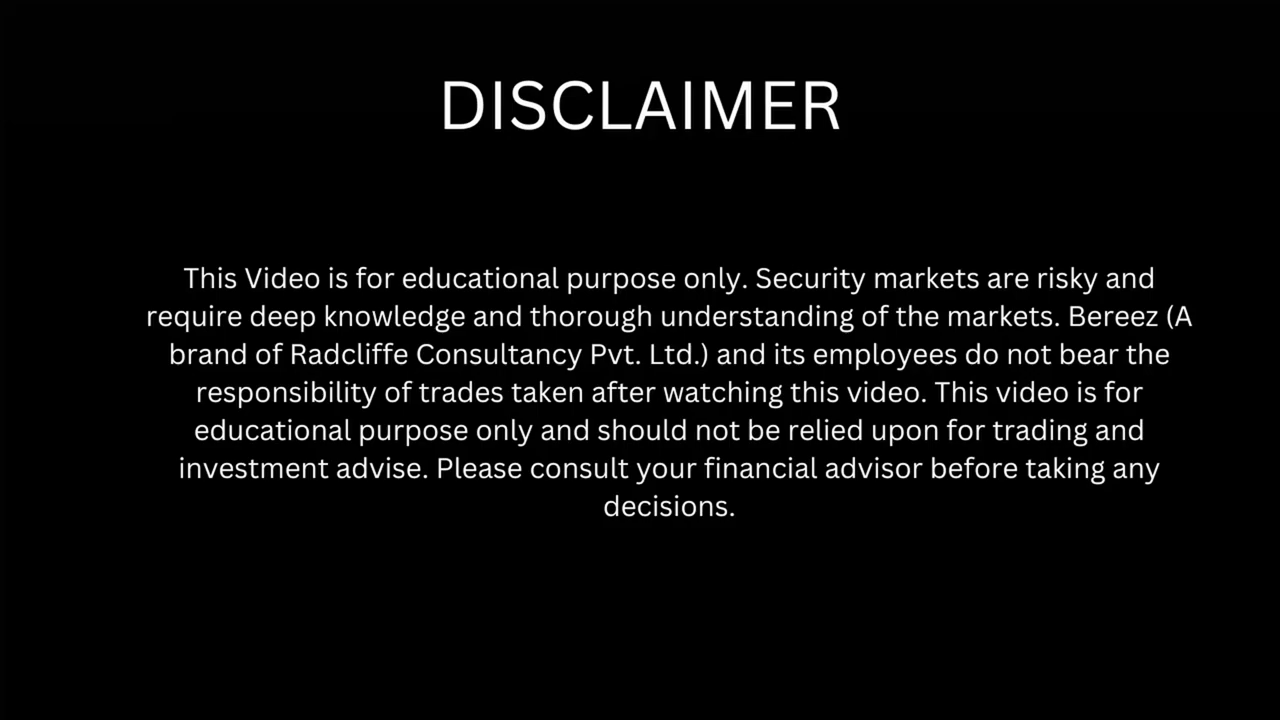 DISCLAIMER
This Video is for educational purpose only. Security markets are risky and
require deep knowledge and thorough understanding of the markets. Bereez (A
brand of Radcliffe Consultancy Pvt. Ltd.) and its employees do not bear the
responsibility of trades taken after watching this video. This video is for
educational purpose only and should not be relied upon for trading and
investment advise. Please consult your financial advisor before taking any
decisions.